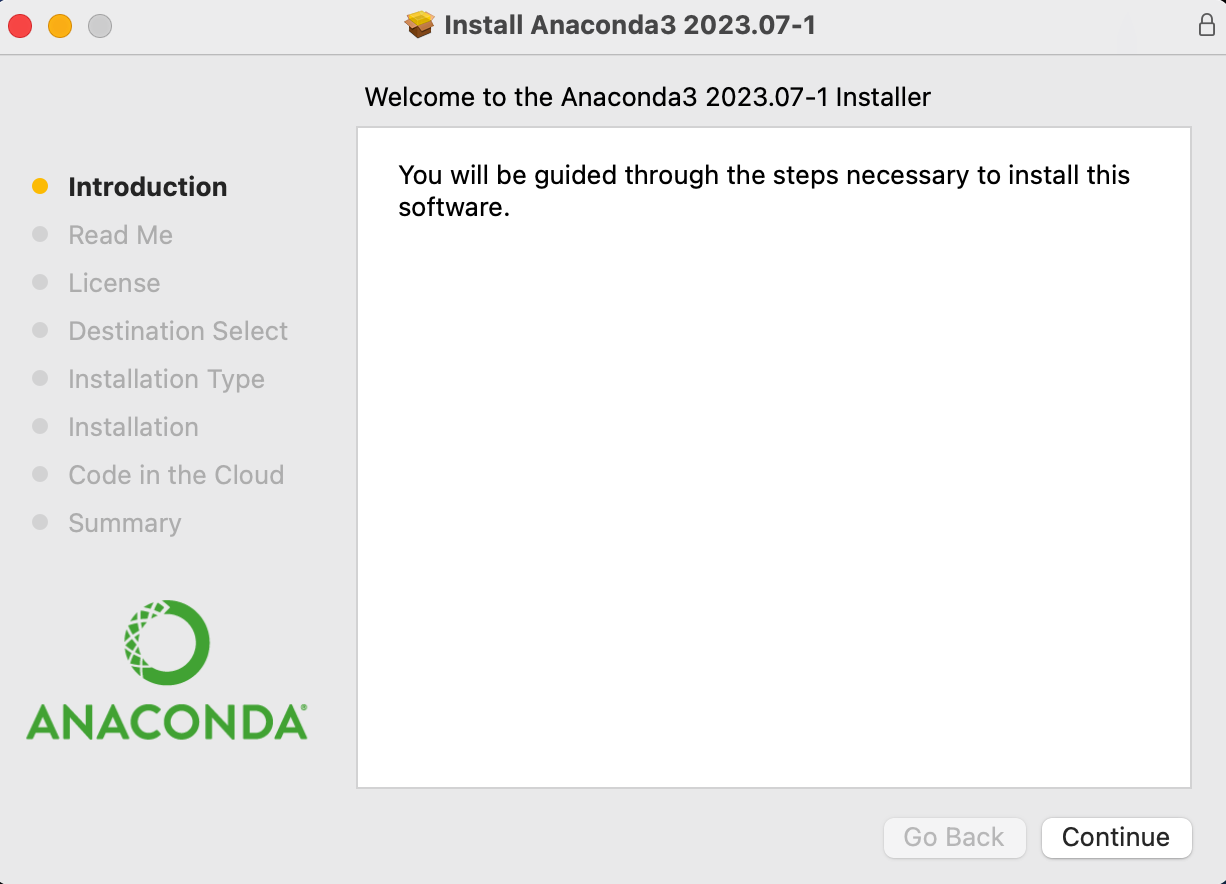 Install Anaconda3 2023.07-1
Welcome to the Anaconda3 2023.07-1 Installer
Introduction
Read Me
License
Destination Select
Installation Type
Installation
Code in the Cloud
Summary
ANACONDA®
You will be guided through the steps necessary to install this
software.
Go Back
Continue